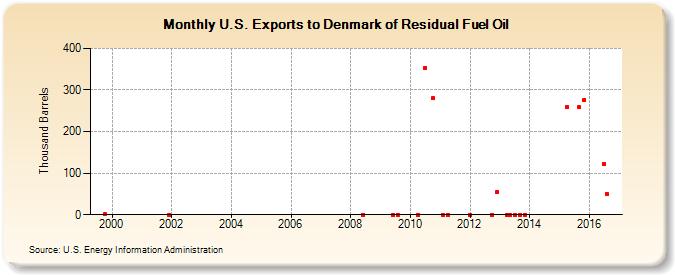 Monthly U.S. Exports to Denmark of Residual Fuel Oil
Thousand Barrels
400
300
200
100
0
2000 2002 2004 2006 2008 2010 2012 2014 2016
Source: U.S. Energy Information Administration